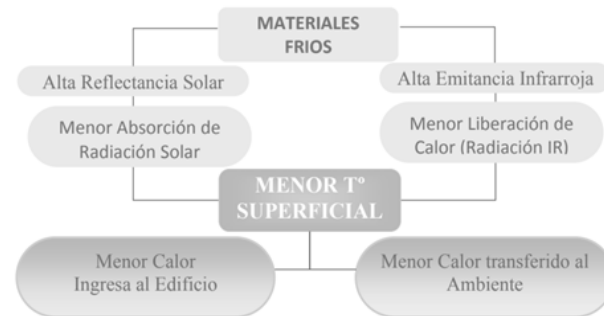 MATERIALES
FRIOS
Alta Reflectancia Solar
Alta Emitancia Infrarroja
Menor Absorción de
Radiación Solar
Menor Liberación de
Calor (Radiación IR)
MENOR Tº
SUPERFICIAL
Menor Calor
Ingresa al Edificio
Menor Calor transferido al
Ambiente